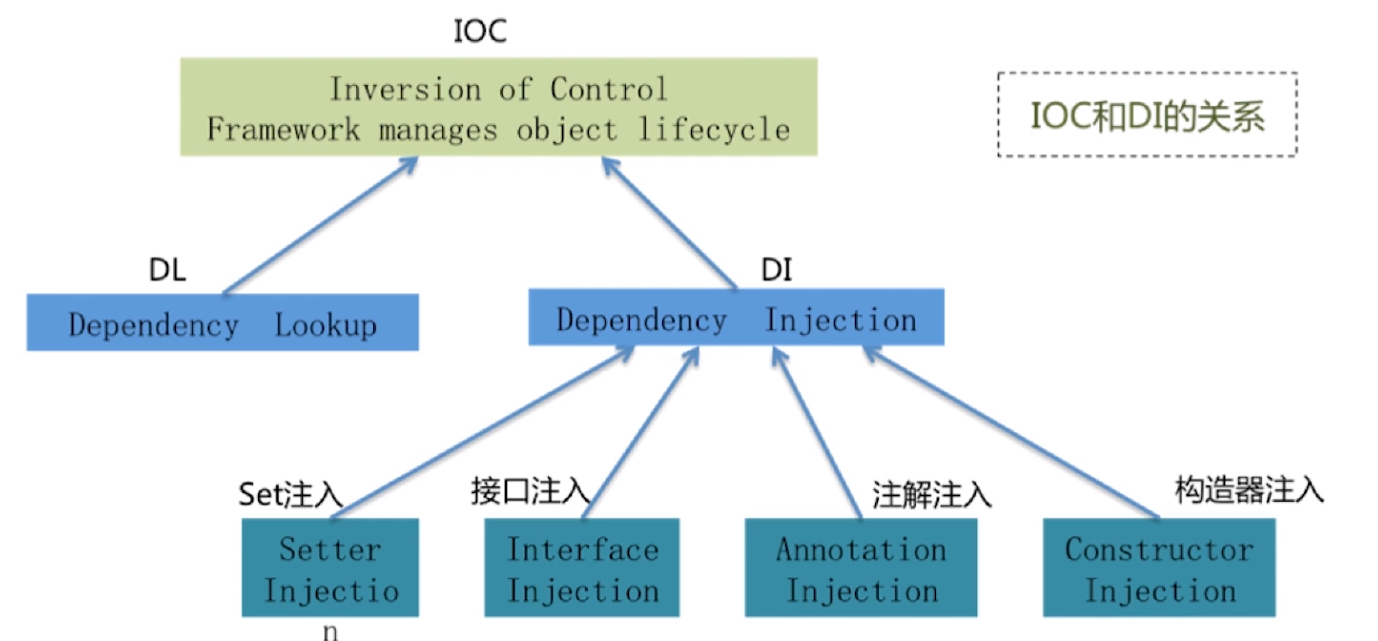 IOC
Inversion of Control
Framework manages object lifecycle
IOC和DI的关系
DL
Dependency Lookup
DI
Dependency Injection
Set注入
Setter
Injectio
n
接口注入
Interface
Injection
注解注入
Annotation
Injection
构造器注入
Constructor
Injection